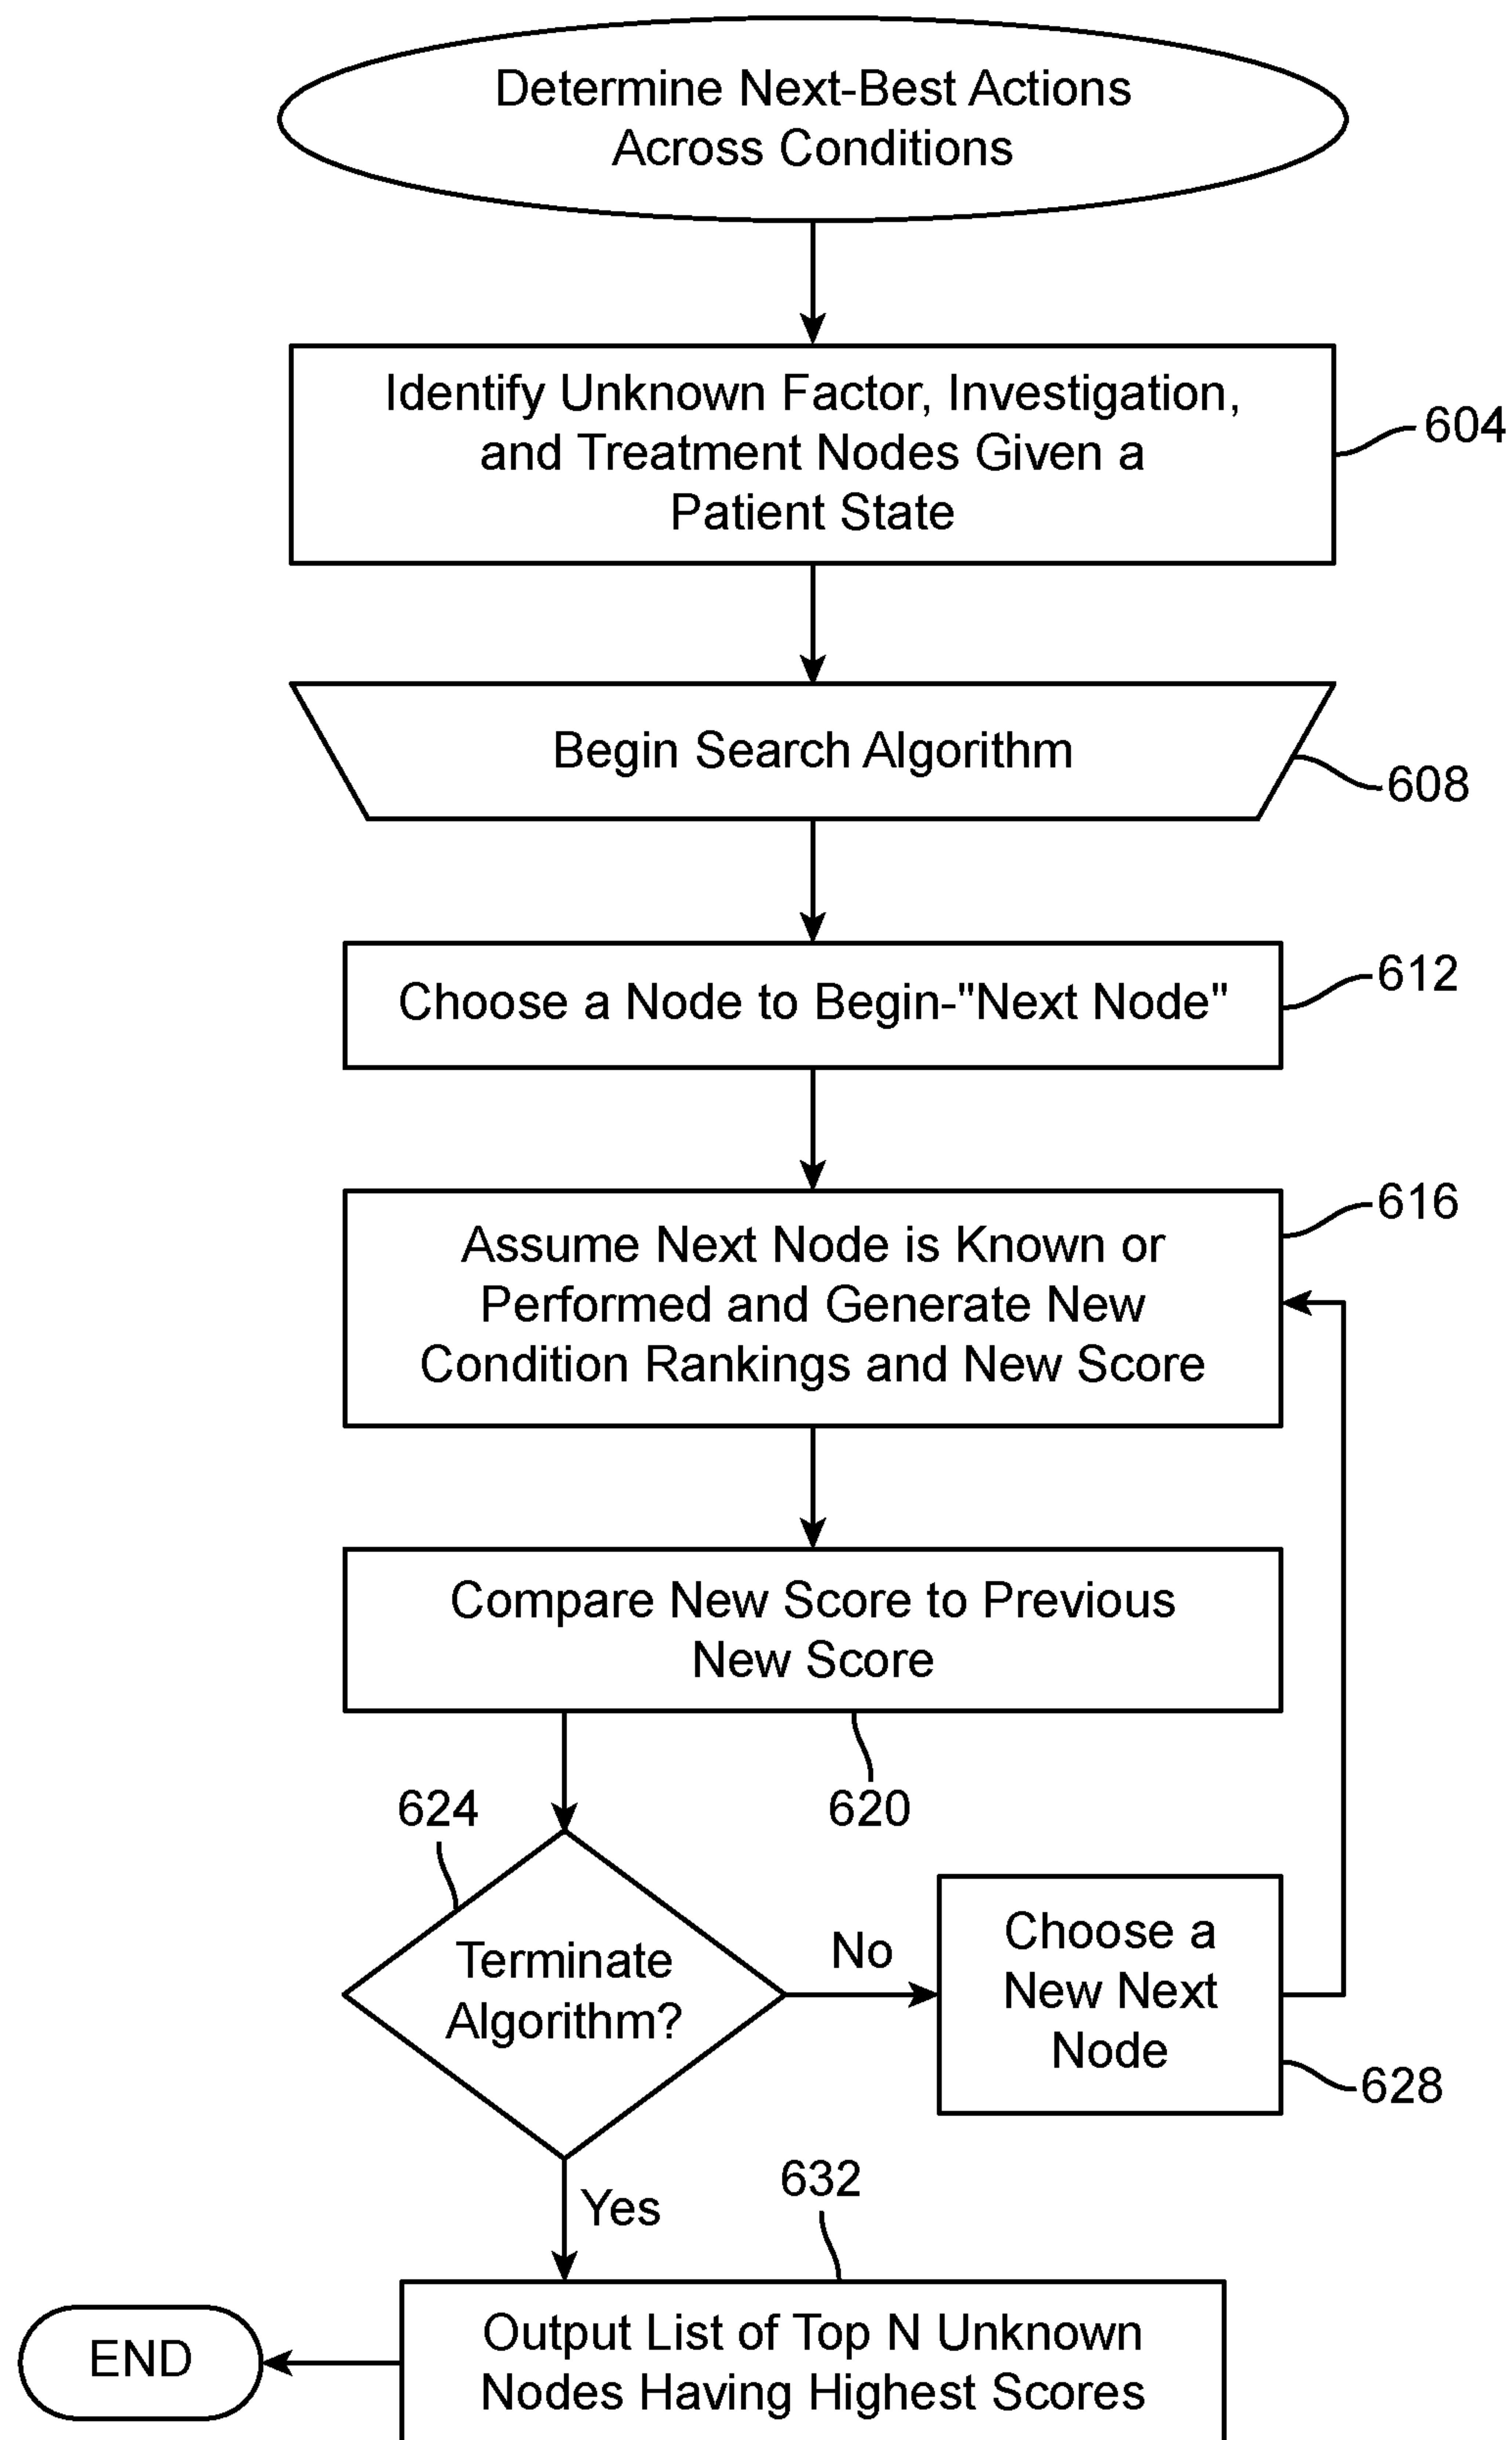 Determine Next-Best Actions
Across Conditions
Identify Unknown Factor, Investigation,
and Treatment Nodes Given a
Patient State
604
Begin Search Algorithm
608
Choose a Node to Begin-"Next Node"
612
Assume Next Node is Known or
Performed and Generate New
Condition Rankings and New Score
616
Compare New Score to Previous
New Score
620
624
Terminate
Algorithm?
No
Choose a
New Next
Node
628
Yes
632
Output List of Top N Unknown
Nodes Having Highest Scores
END